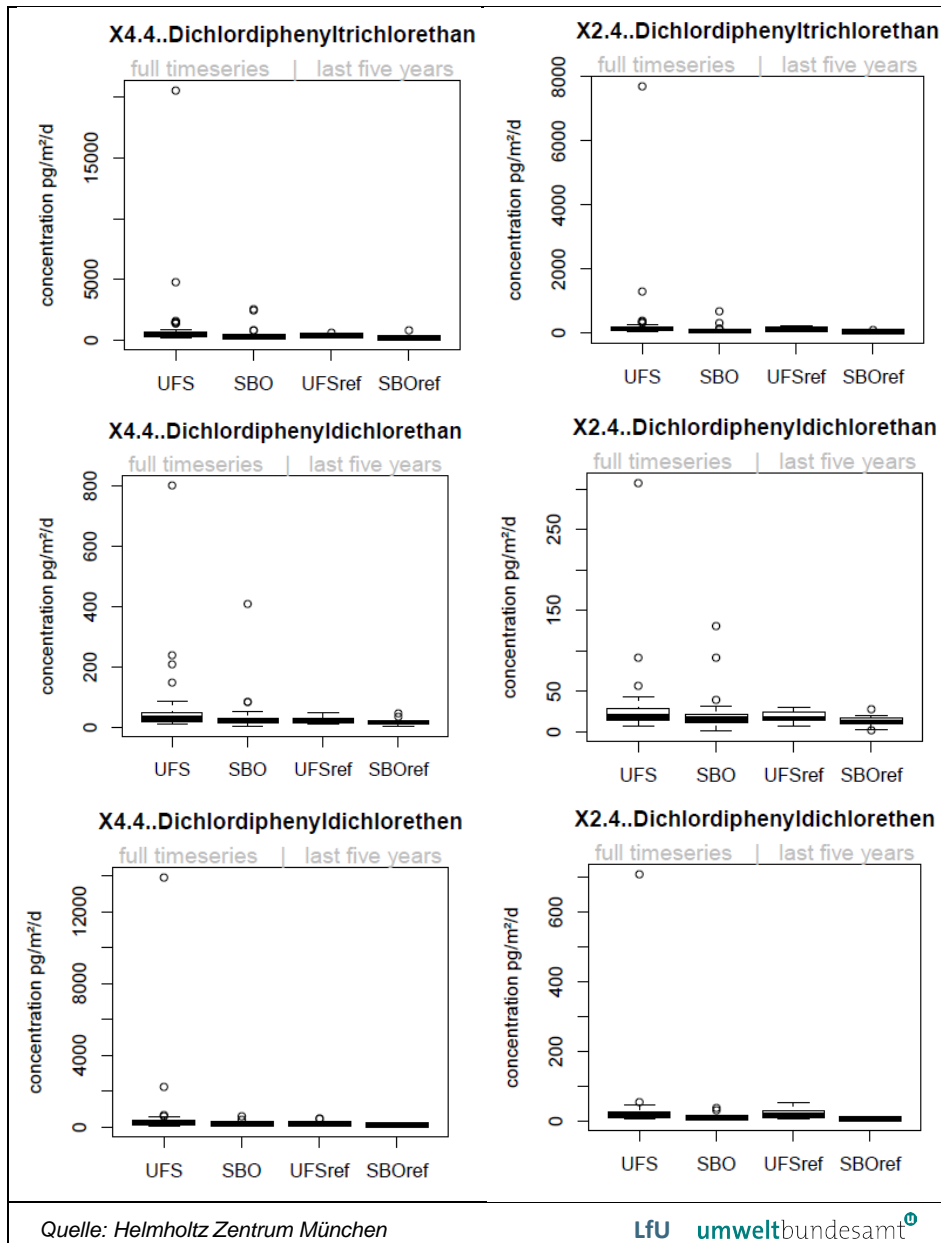 X4.4..Dichlordiphenyltrichlorethan
full timeseries | last five years
concentration pg/m²/d
15000
5000
0
UFS SBO UFSref SBOref
X2.4..Dichlordiphenyltrichlorethan
full timeseries | last five years
concentration pg/m²/d
8000
6000
4000
2000
0
UFS SBO UFSref SBOref
X4.4..Dichlordiphenyldichlorethan
full timeseries | last five years
concentration pg/m²/d
800
600
400
200
0
UFS SBO UFSref SBOref
X2.4..Dichlordiphenyldichlorethan
full timeseries | last five years
concentration pg/m²/d
250
150
50
0
UFS SBO UFSref SBOref
X4.4..Dichlordiphenyldichlorethen
full timeseries | last five years
concentration pg/m²/d
12000
8000
4000
0
UFS SBO UFSref SBOref
X2.4..Dichlordiphenyldichlorethen
full timeseries | last five years
concentration pg/m²/d
600
400
200
0
UFS SBO UFSref SBOref
Quelle: Helmholtz Zentrum München
LfU umweltbundesamt
u